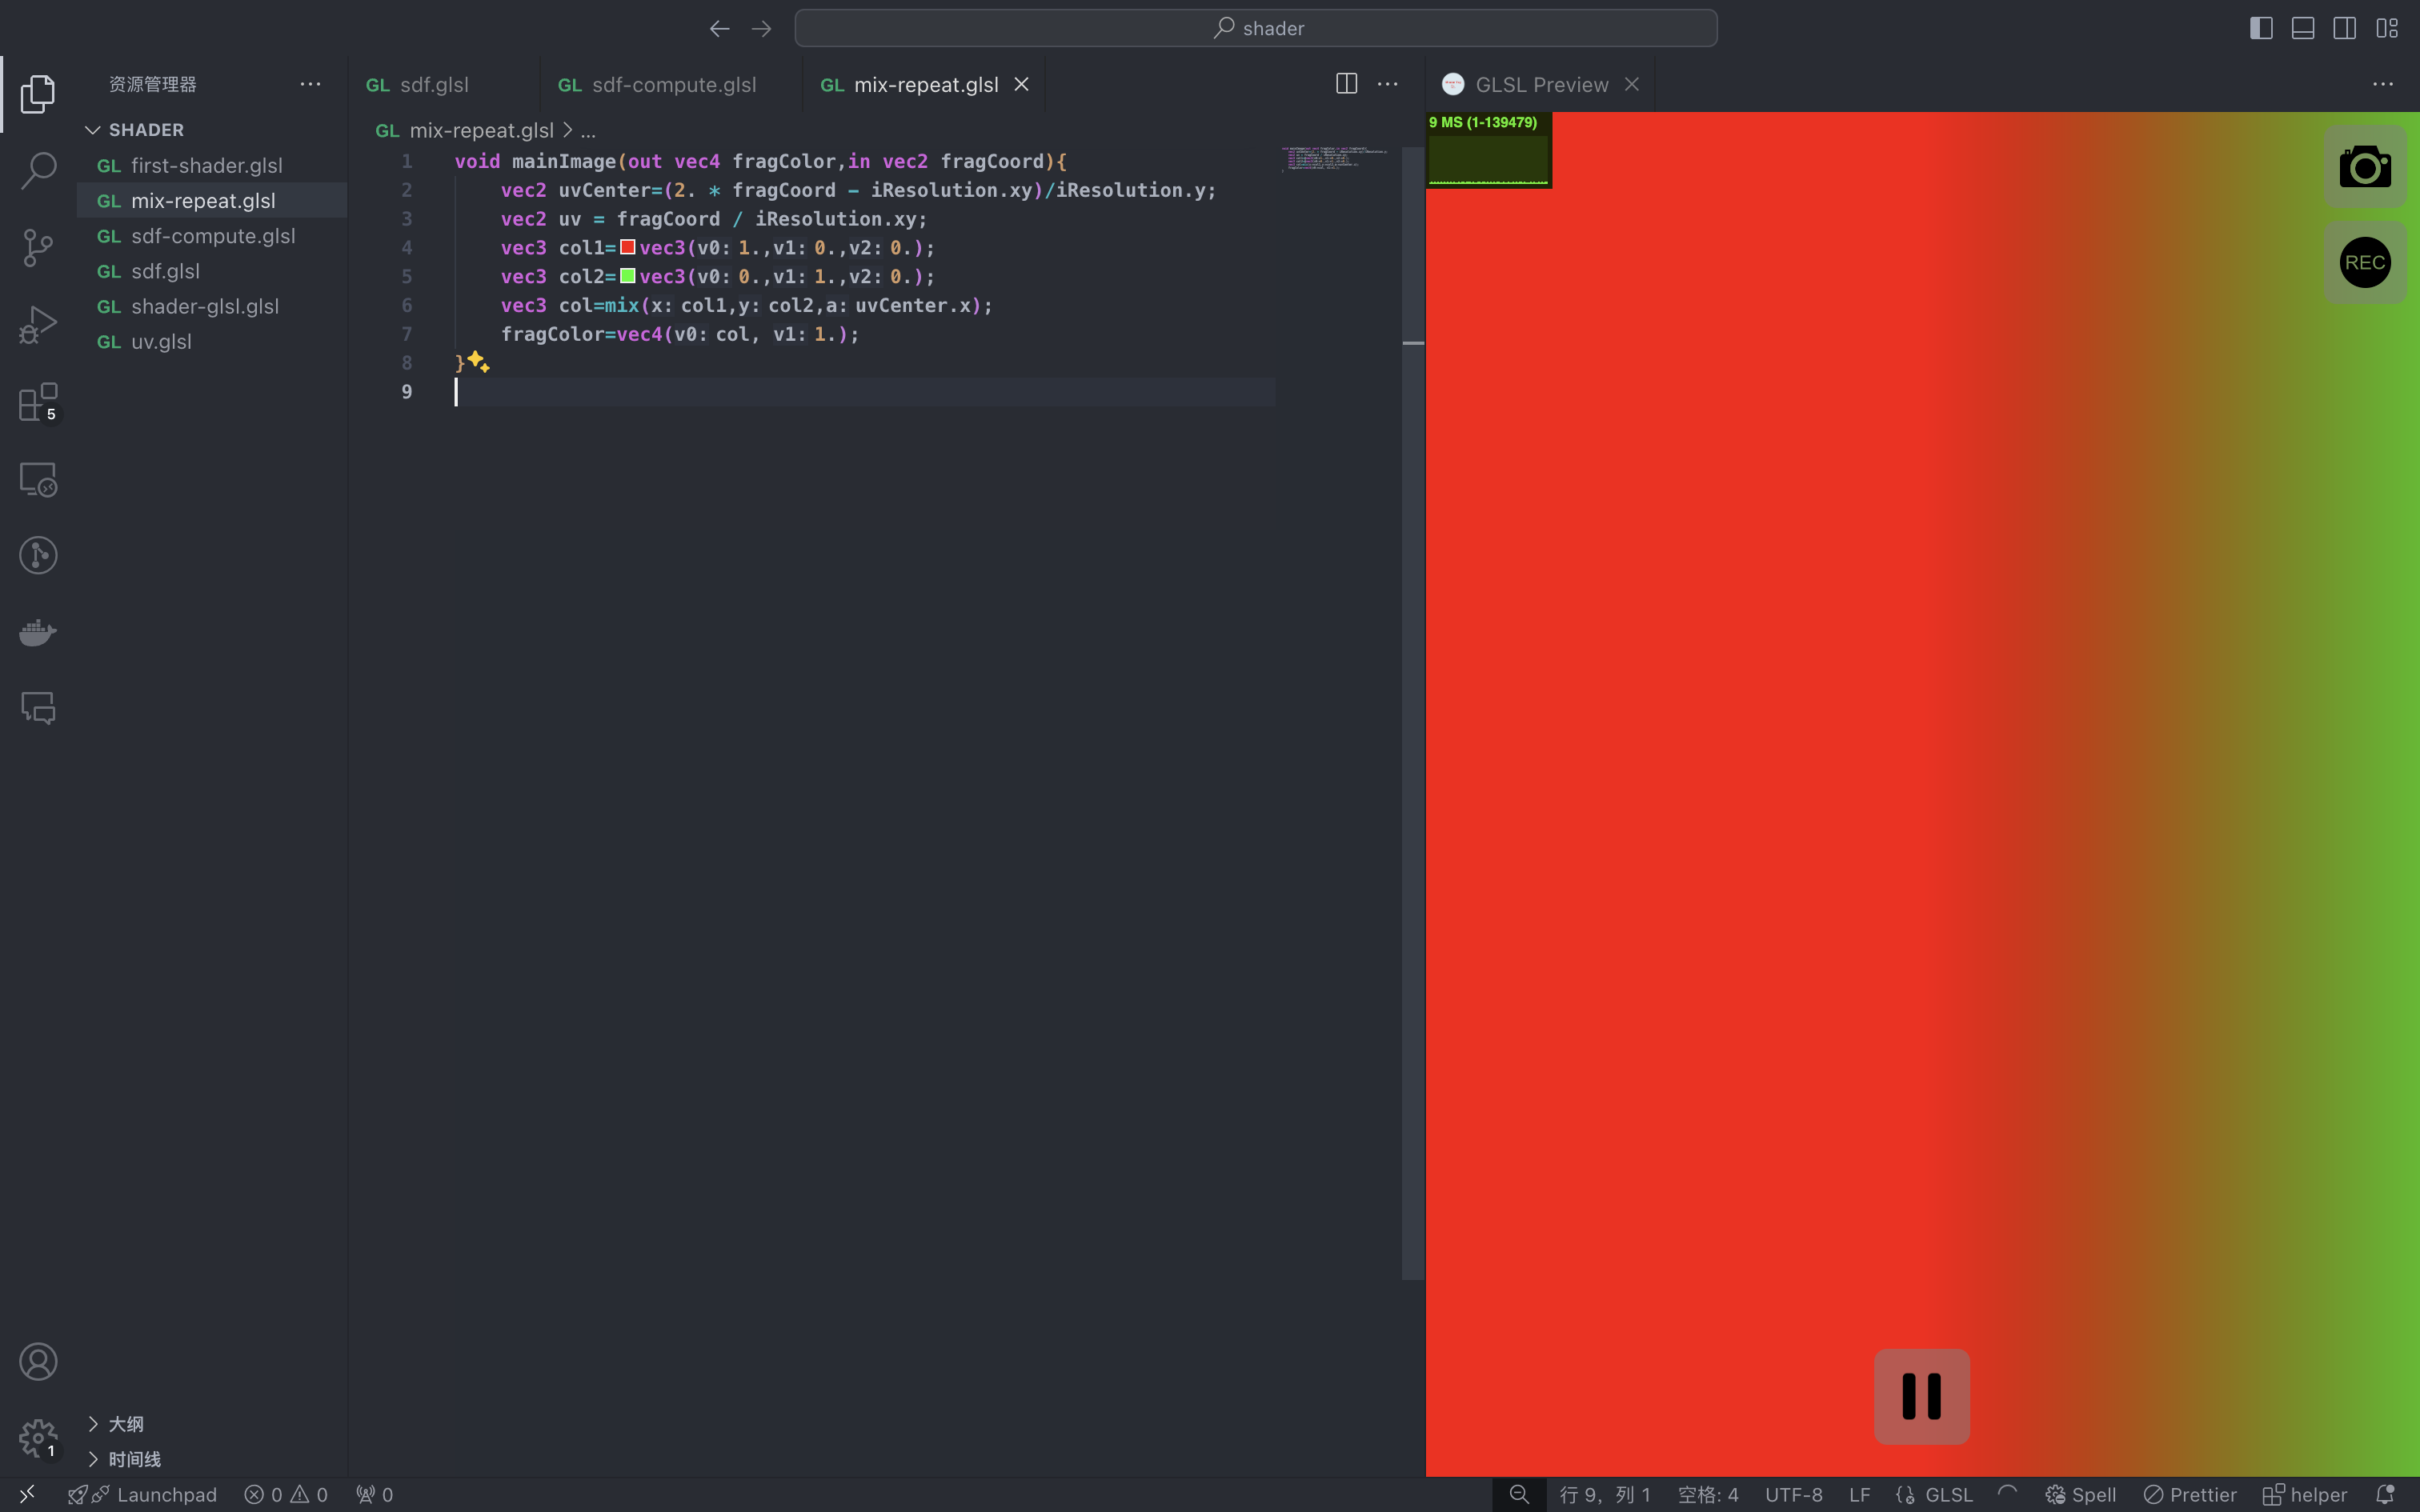 shader
资源管理器
SHADER
GL first-shader.glsl
GL mix-repeat.glsl
GL sdf-compute.glsl
GL sdf.glsl
GL shader-glsl.glsl
GL uv.glsl
5
1
大纲
时间线
GL sdf.glsl
GL sdf-compute.glsl
GL mix-repeat.glsl
GL mix-repeat.glsl > ...
1 void mainImage(out vec4 fragColor,in vec2 fragCoord){
2 vec2 uvCenter=(2. * fragCoord - iResolution.xy)/iResolution.y;
3 vec2 uv = fragCoord / iResolution.xy;
4 vec3 col1=vec3(v0: 1.,v1: 0.,v2: 0.);
5 vec3 col2=vec3(v0: 0.,v1: 1.,v2: 0.);
6 vec3 col=mix(x: col1,y: col2,a: uvCenter.x);
7 fragColor=vec4(v0: col, v1: 1.);
8 }
9
GLSL Preview
9 MS (1-139479)
REC
Launchpad
0 0
0
行 9，列 1
空格: 4
UTF-8
LF
GLSL
Spell
Prettier
helper